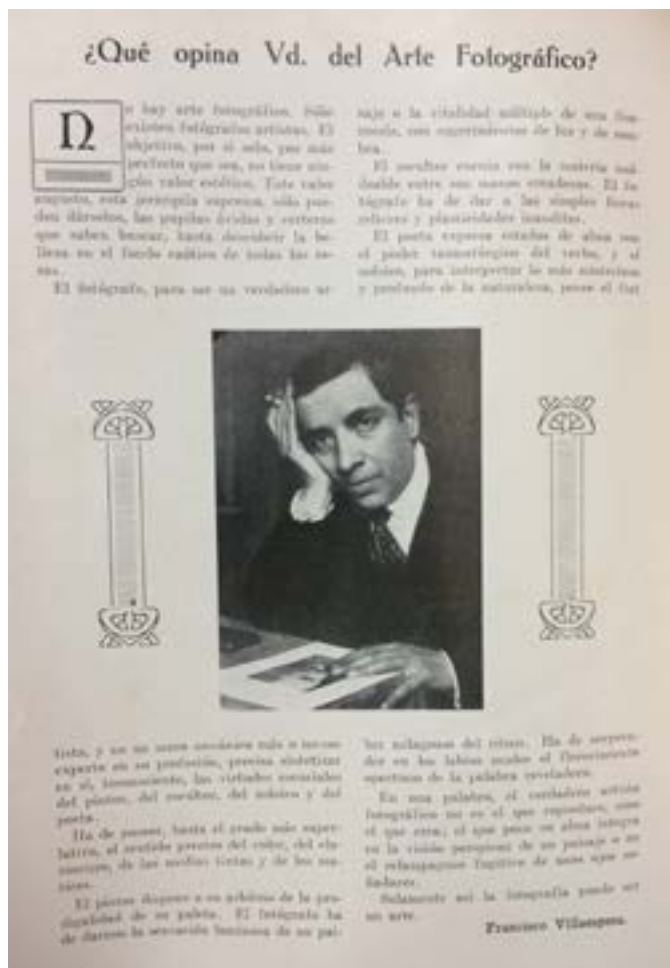 ¿Qué opina Vd. del Arte Fotográfico?
No hay arte fotográfico. Sólo
existen fotógrafos artistas. El
objetivo, por sí solo, por más
perfecto que sea, no tiene nin-
gún valor estético. Este valor
augusto, esta jerarquía suprema, sólo pue-
den dárselos, las pupilas ávidas y certeras
que saben buscar, hasta descubrir la be-
lleza en el fondo caótico de todas las co-
sas.
El fotógrafo, para ser un verdadero ar-
tista, y no un mero mecánico más o menos
experto en su profesión, precisa sintetizar
en sí, las virtudes esenciales
del pintor, del escultor, del músico y del
poeta.
Ha de poseer, hasta el grado más super-
lativo, el sentido preciso del color, del cla-
roscuro, de las medias tintas y de los ma-
tices.
El pintor dispone a su arbitrio de la pro-
digalidad de su paleta. El fotógrafo ha
de darnos la sensación luminosa de un pai-
saje o la vitalidad múltiple de una fiso-
nomía, con de luz y de som-
bra.
El escultor cuenta con la materia mol-
deable entre sus manos creadoras. El fo-
tógrafo ha de dar a las simples líneas
relieves y plasticidades insólitas.
El poeta expresa estados de alma con
el poder taumatúrgico del verbo, y el
músico, para interpretar lo más misterioso
y profundo de la naturaleza, posee el
milagroso del ritmo. Ha de sorpren-
der en los labios mudos el florecimiento
de la palabra reveladora.
En una palabra, el verdadero artista
fotográfico no es el que reproduce, sino
el que crea; el que pone su alma íntegra
en la visión de un paisaje o en
el relampagueo fugitivo de unos ojos so-
ñadores.
Solamente así la fotografía puede ser
un arte.
Francisco Villaespesa.